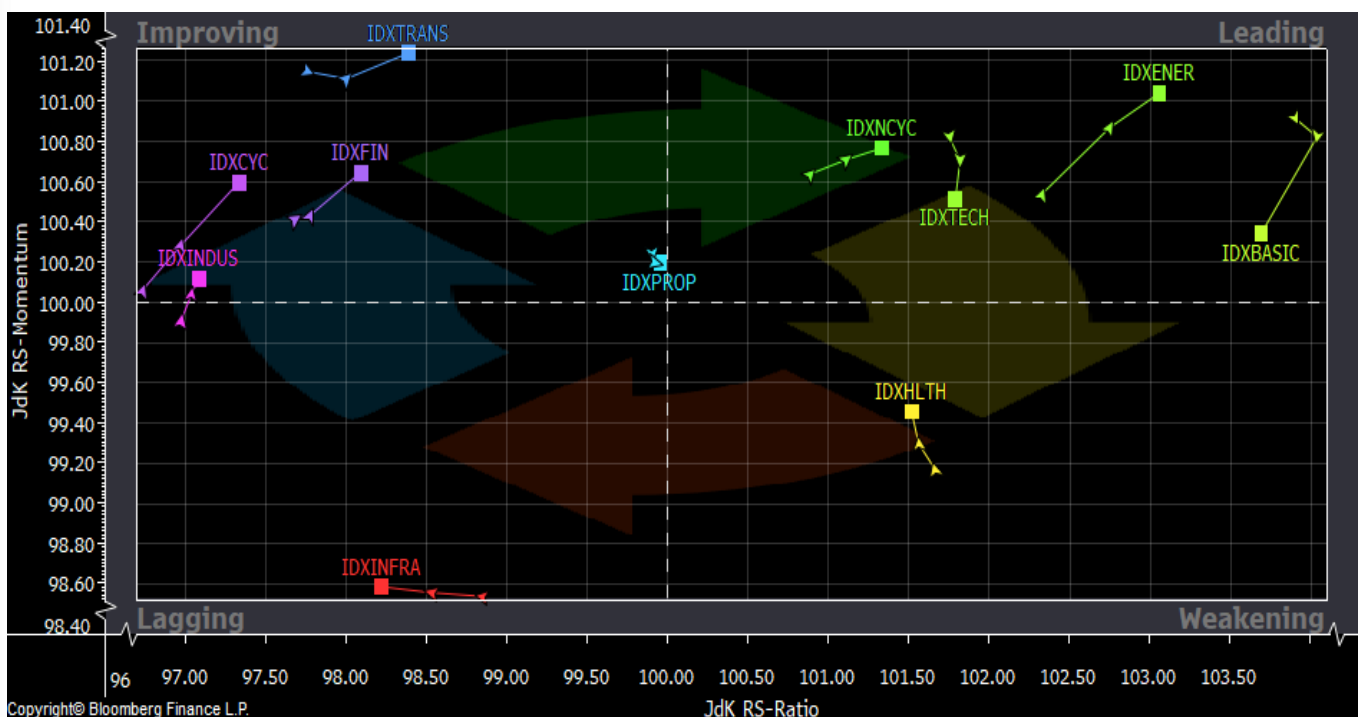 101.40
Improving
IDXTRANS
Leading
101.20
IDXENER
101.00
IDXNCYC
100.80
IDXCYC
IDXFIN
100.60
IDXTECH
100.40
IDXINDUS
IDXBASIC
100.20
IDXPROP
100.00
99.80
99.60
IDXHLTH
99.40
99.20
99.00
98.80
IDXINFRA
98.60
98.40
Lagging
Weakening
JdK RS-Momentum
96 97.00 97.50 98.00 98.50 99.00 99.50 100.00 100.50 101.00 101.50 102.00 102.50 103.00 103.50
Copyright© Bloomberg Finance L.P.
JdK RS-Ratio